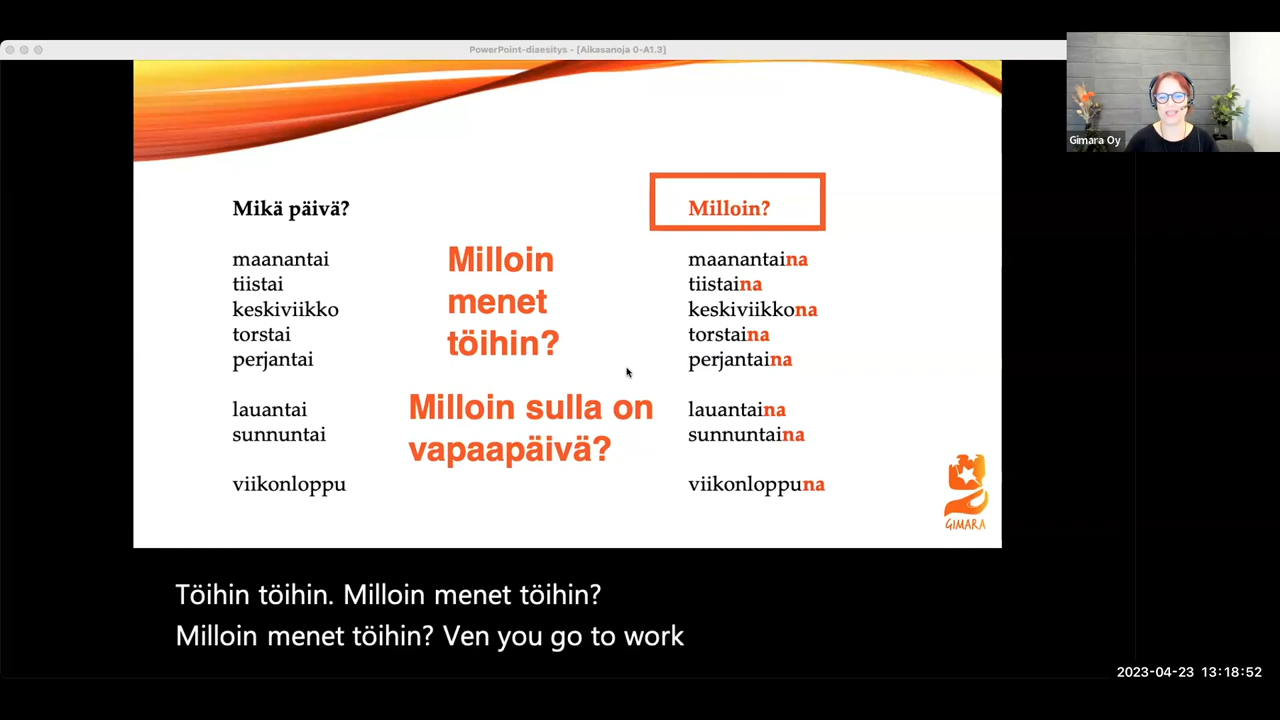 PowerPoint-diaesitys - [Aikasanoja 0-A1.3]
Gimara Oy
Mikä päivä?
maanantai
tiistai
keskiviikko
torstai
perjantai
lauantai
sunnuntai
viikonloppu
Milloin
menet
töihin?
Milloin sulla on
vapaapäivä?
Milloin?
maanantaina
tiistaina
keskiviikkona
torstaina
perjantaina
lauantaina
sunnuntaina
viikonloppuna
GIMARA
Töihin töihin. Milloin menet töihin?
Milloin menet töihin? Ven you go to work
2023-04-23 13:18:52